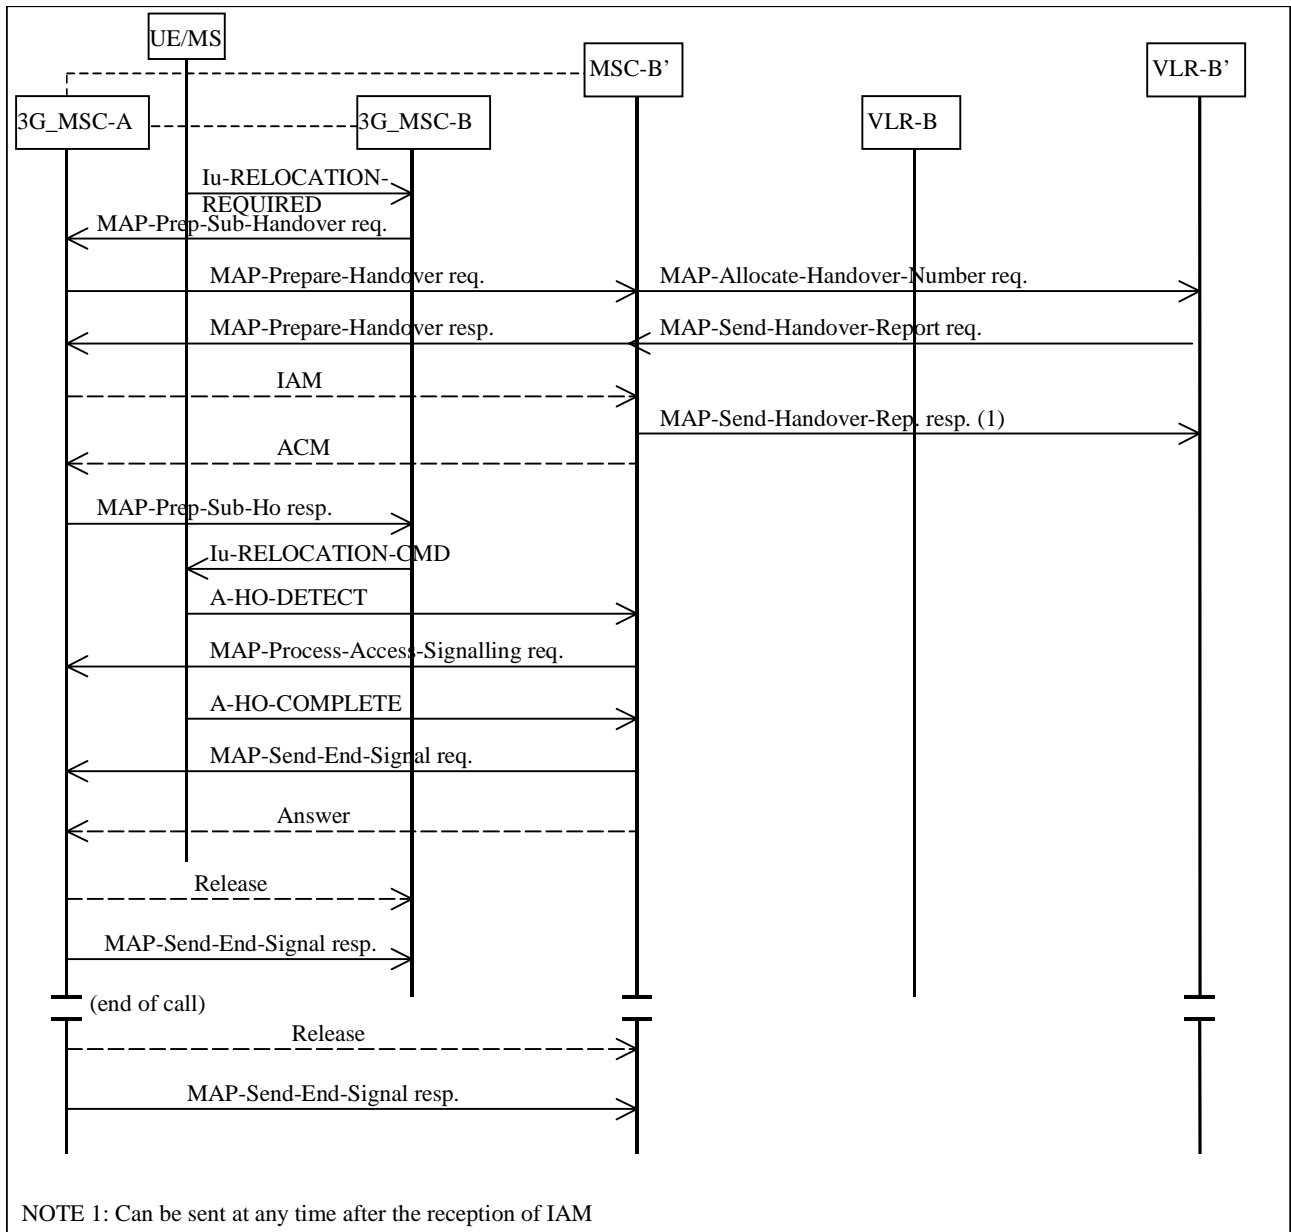 UE/MS
MSC-B’
VLR-B’
3G_MSC-A
3G_MSC-B
VLR-B
Iu-RELOCATION-
REQUIRED
MAP-Prep-Sub-Handover req.
MAP-Prepare-Handover req.
MAP-Allocate-Handover-Number req.
MAP-Prepare-Handover resp.
MAP-Send-Handover-Report req.
IAM
MAP-Send-Handover-Rep. resp. (1)
ACM
MAP-Prep-Sub-Ho resp.
Iu-RELOCATION-CMD
A-HO-DETECT
MAP-Process-Access-Signalling req.
A-HO-COMPLETE
MAP-Send-End-Signal req.
Answer
Release
MAP-Send-End-Signal resp.
(end of call)
Release
MAP-Send-End-Signal resp.
NOTE 1: Can be sent at any time after the reception of IAM